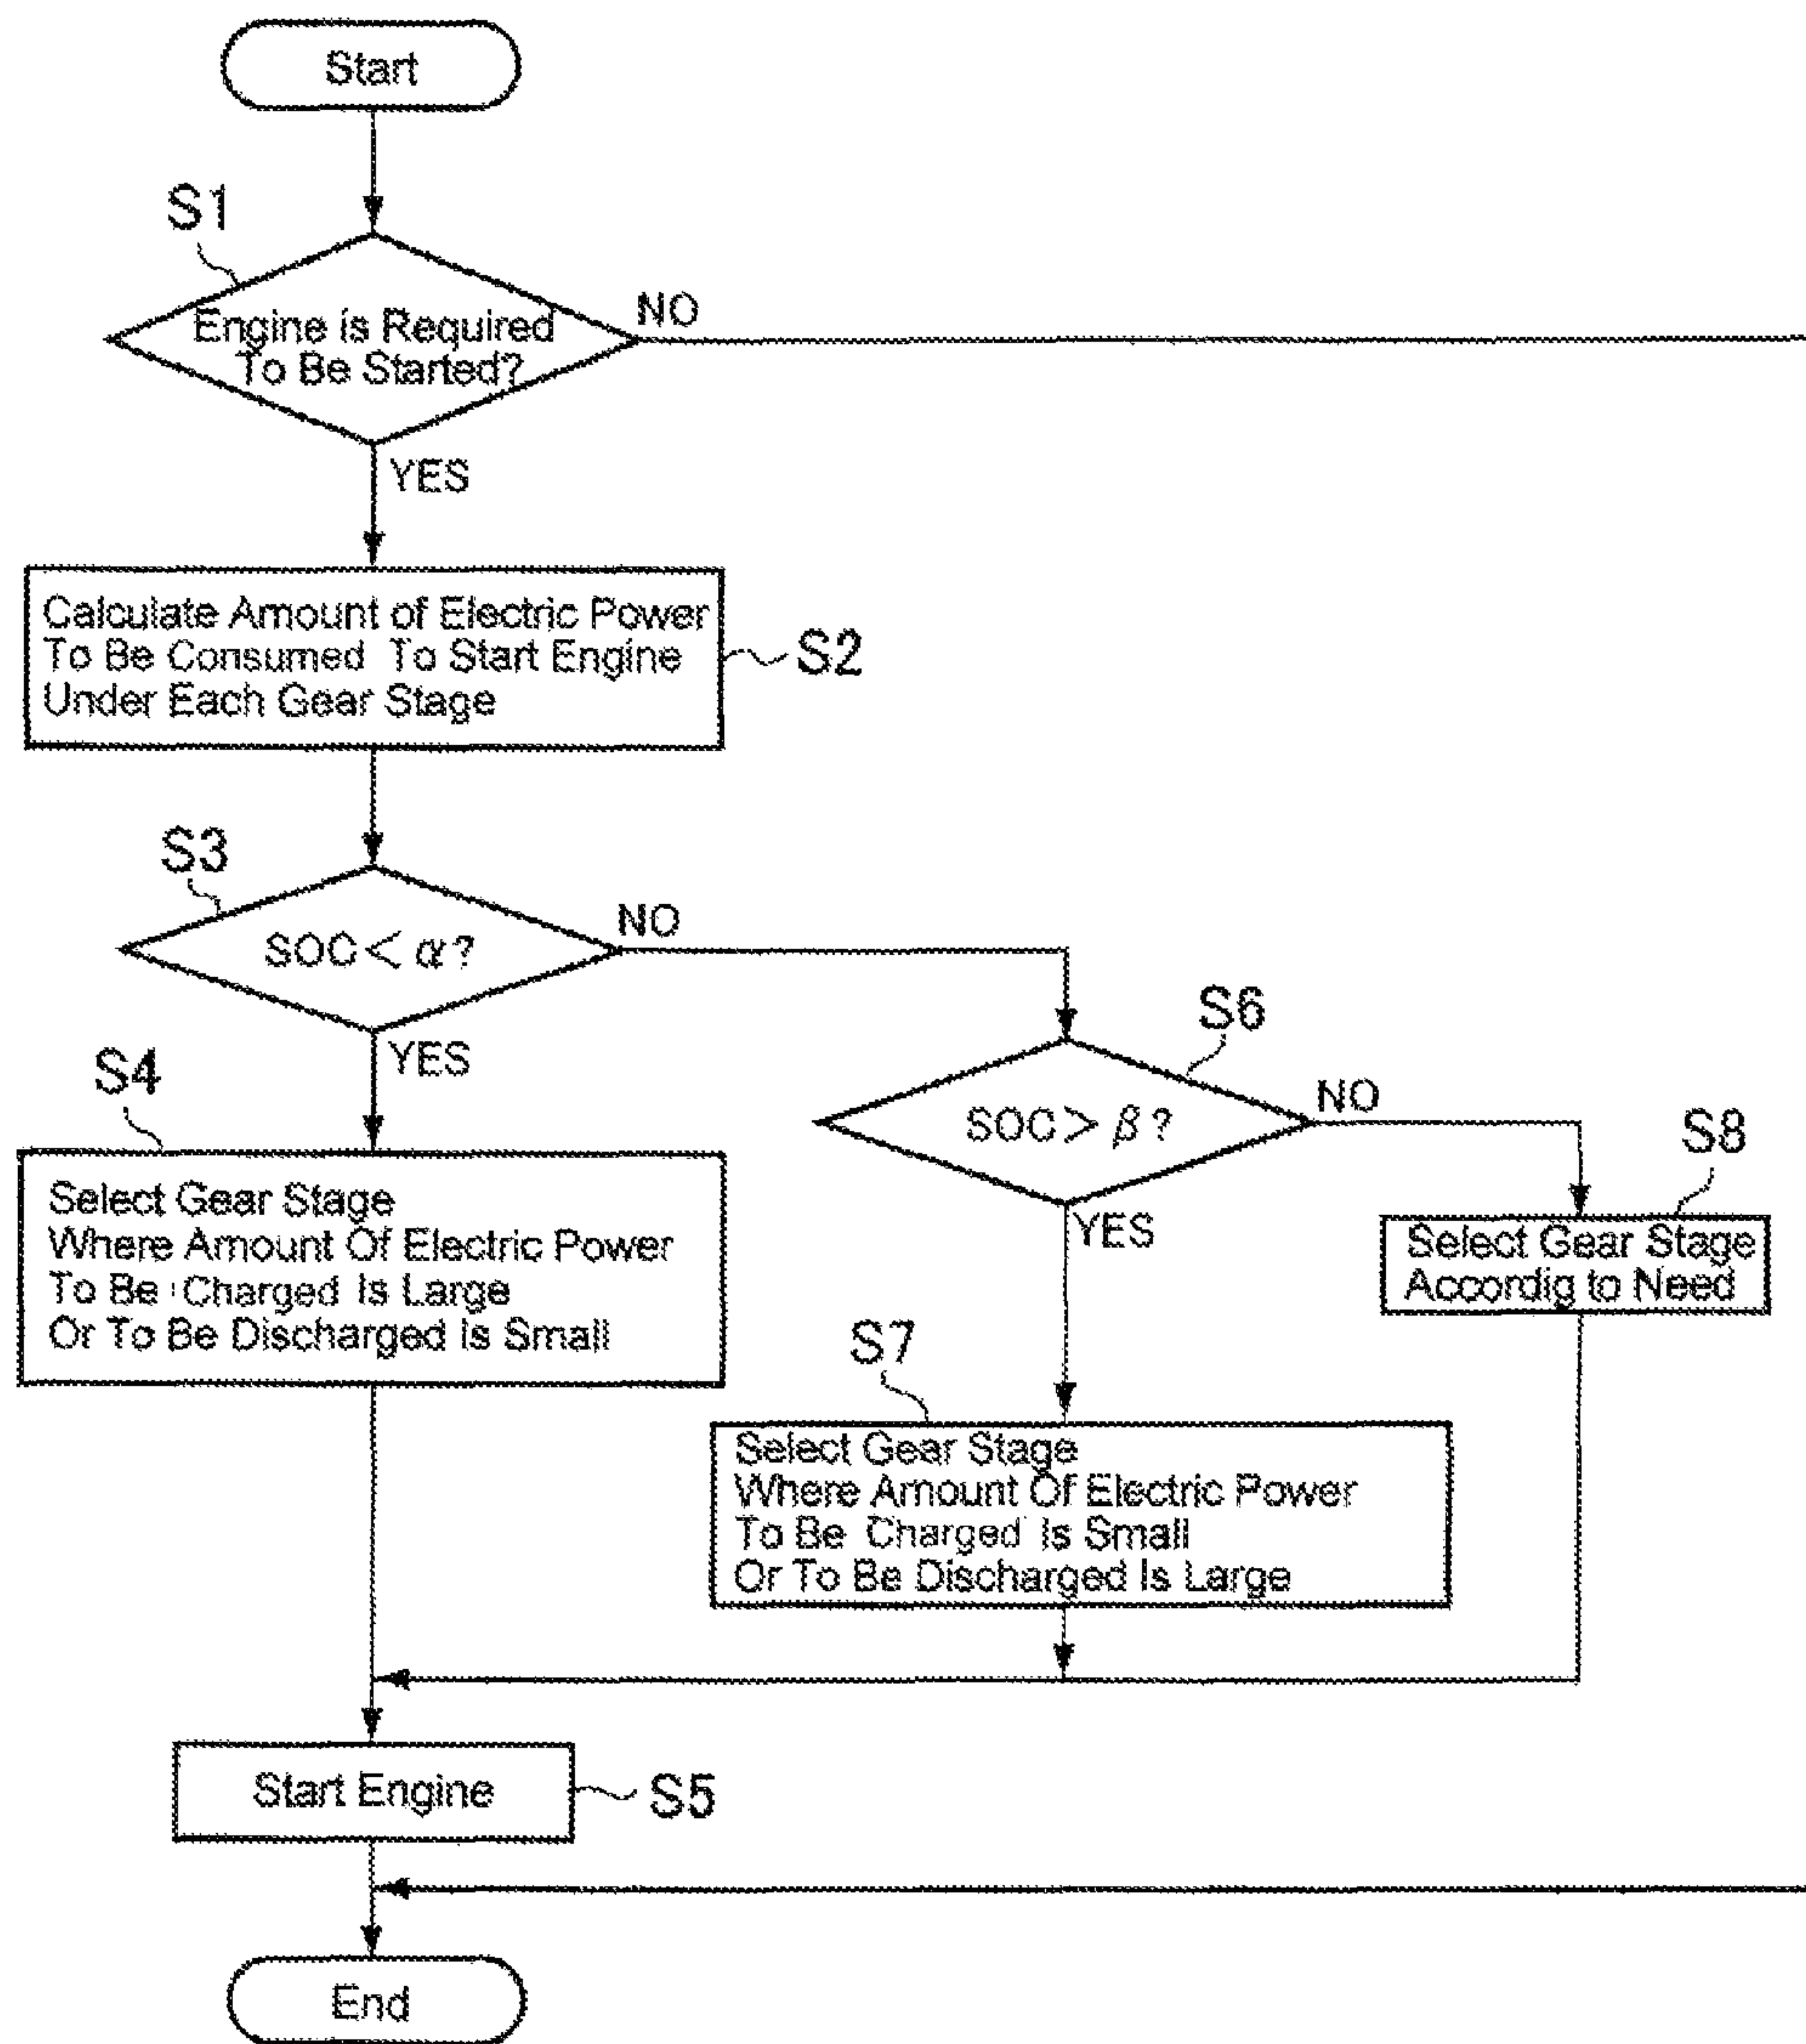 Start
S1
Engine is Required
To Be Started?
NO
YES
Calculate Amount of Electric Power
To Be Consumed To Start Engine
Under Each Gear Stage
S2
S3
SOC < α?
NO
YES
S6
SOC > β?
NO
YES
S4
Select Gear Stage
Where Amount Of Electric Power
To Be Charged Is Large
Or To Be Discharged Is Small
S8
Select Gear Stage
Accordig to Need
S7
Select Gear Stage
Where Amount Of Electric Power
To Be Charged Is Small
Or To Be Discharged Is Large
Start Engine
S5
End